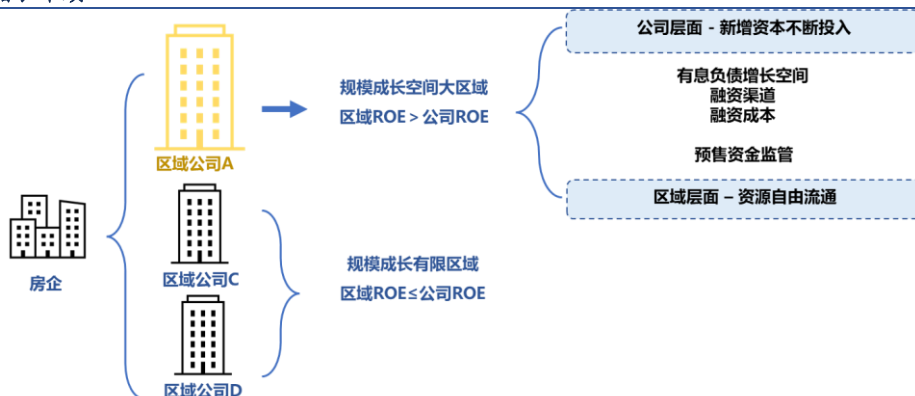 房企
区域公司A
区域公司C
区域公司D
规模成长空间大区域
区域ROE > 公司ROE
规模成长有限区域
区域ROE≤公司ROE
公司层面 - 新增资本不断投入
有息负债增长空间
融资渠道
融资成本
预售资金监管
区域层面 – 资源自由流通